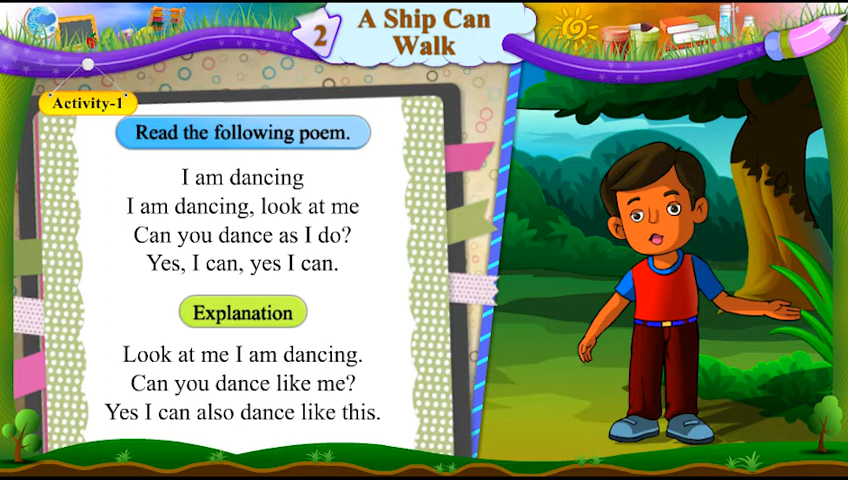 2
A Ship Can
Walk
Activity-1
Read the following poem.
I am dancing
I am dancing, look at me
Can you dance as I do?
Yes, I can, yes I can.
Explanation
Look at me I am dancing.
Can you dance like me?
Yes I can also dance like this.